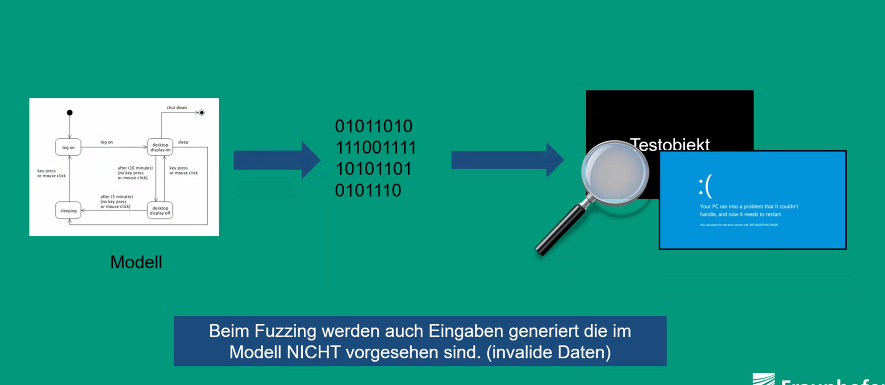 shut down
log on
log on
desktop
display on
sleep
key press
or mouse click
after (10 minutes)
[no key press
or mouse click]
key press
or mouse click
after (5 minutes)
[no key press
or mouse click]
sleeping
desktop
display off
Modell
01011010
111001111
10101101
0101110
Testobjekt
:(
Your PC ran into a problem that it couldn't
handle, and now it needs to restart.
Beim Fuzzing werden auch Eingaben generiert die im
Modell NICHT vorgesehen sind. (invalide Daten)
Fraunhofer